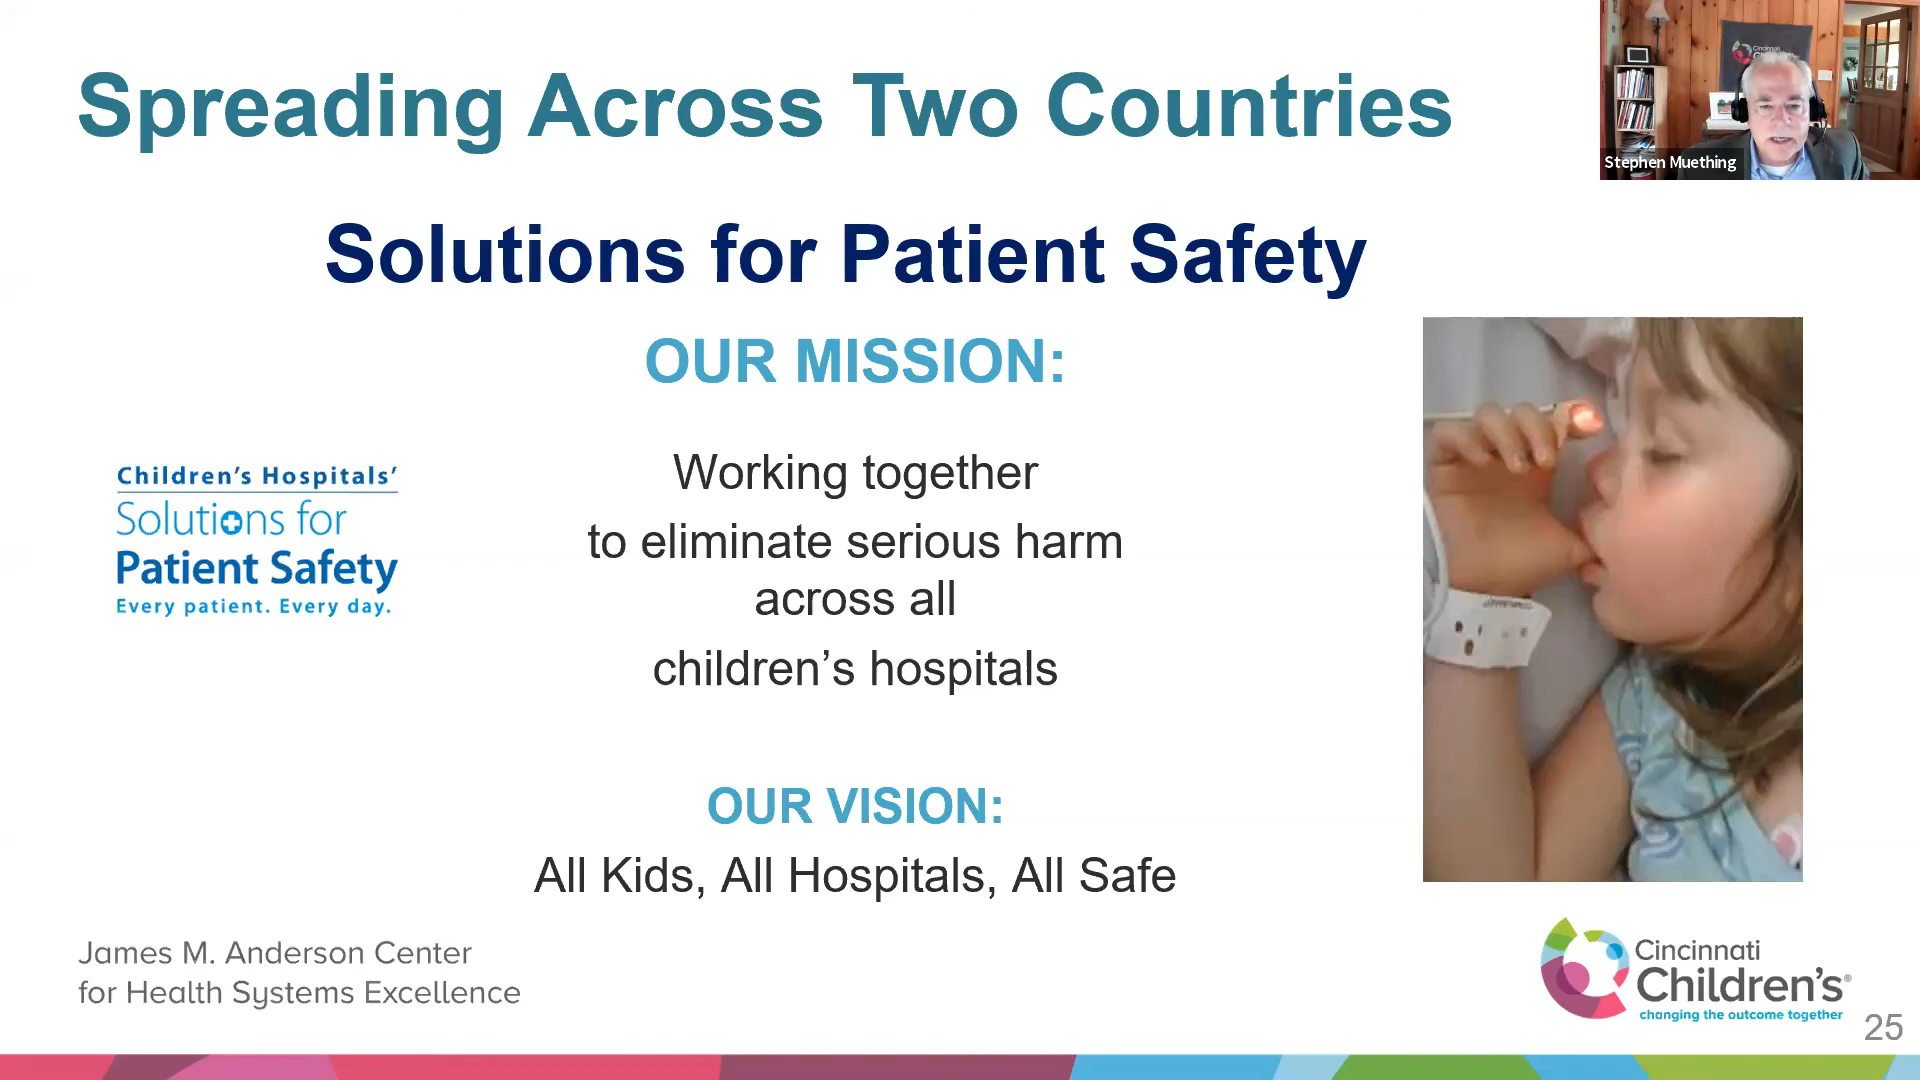 Spreading Across Two Countries
Stephen Muething
Solutions for Patient Safety
OUR MISSION:
Working together
to eliminate serious harm
across all
children’s hospitals
Children’s Hospitals’
Solutions for
Patient Safety
Every patient. Every day.
OUR VISION:
All Kids, All Hospitals, All Safe
James M. Anderson Center
for Health Systems Excellence
Cincinnati
Children’s®
changing the outcome together
25